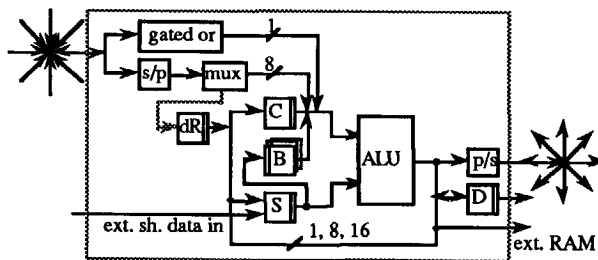 gated or
1
s/p
mux
8
dR
C
B
ALU
p/s
S
D
ext. sh. data in
1, 8, 16
ext. RAM